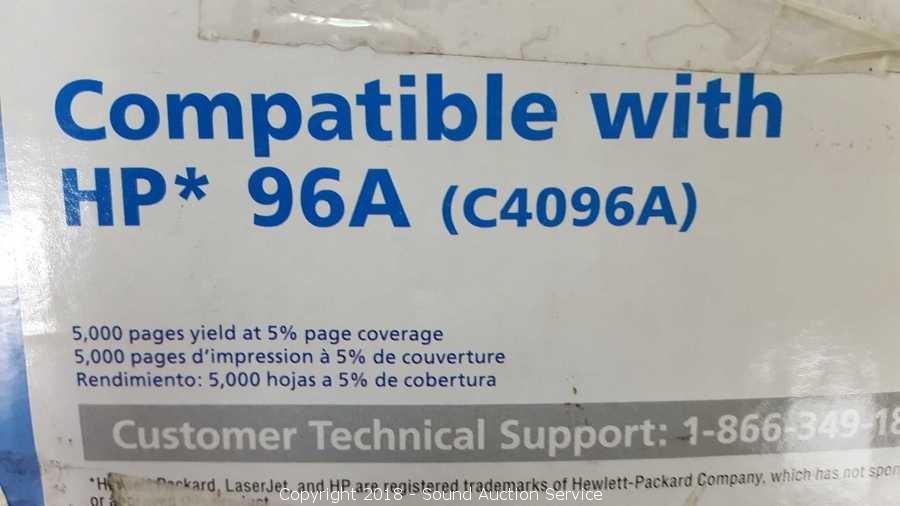 Compatible with
HP* 96A (C4096A)
5,000 pages yield at 5% page coverage
5,000 pages d'impression à 5% de couverture
Rendimiento: 5,000 hojas a 5% de cobertura
Customer Technical Support: 1-866-349-18
Packard, LaserJet, and HP are registered trademarks of Hewlett-Packard Company, which has not
or
Copyright 2018 - Sound Auction Service